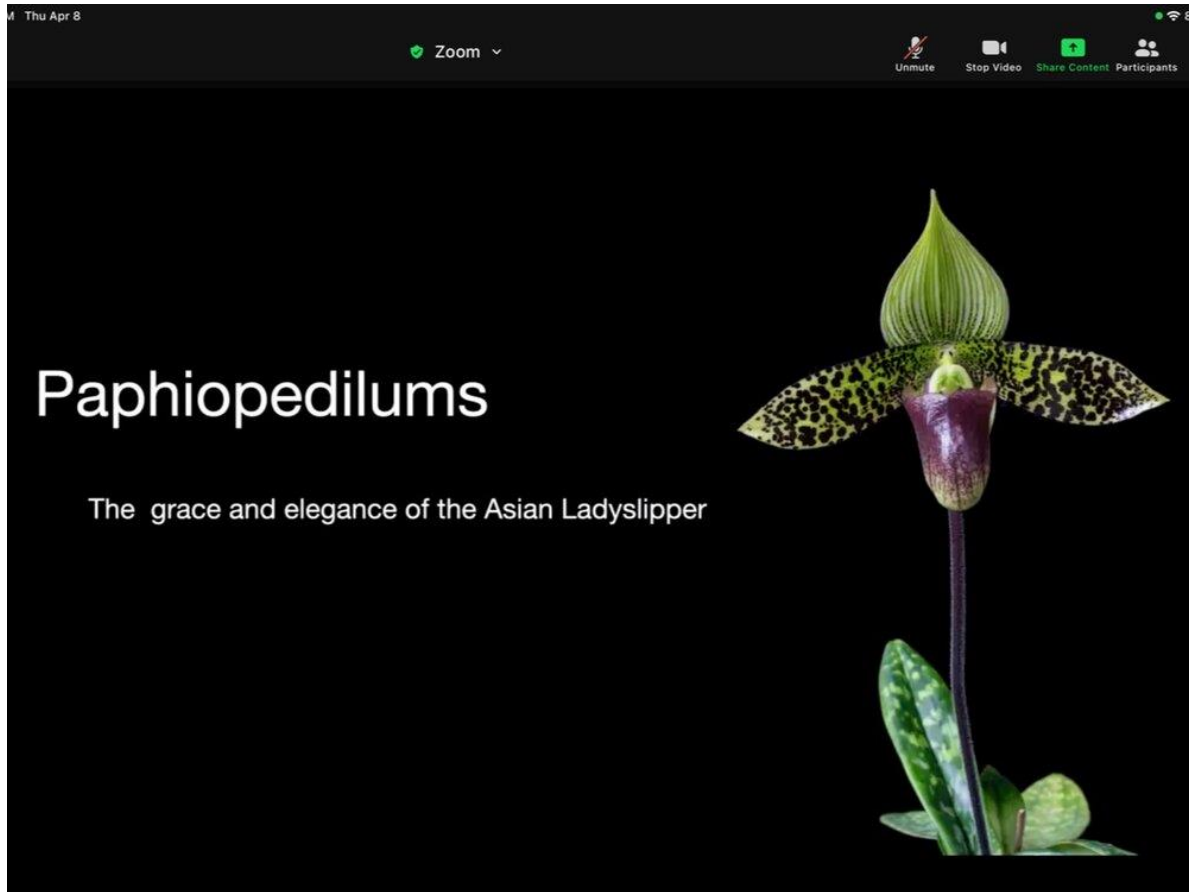 Thu Apr 8
Zoom
Unmute Stop Video Share Content Participants
Paphiopedilums
The grace and elegance of the Asian Ladyslipper